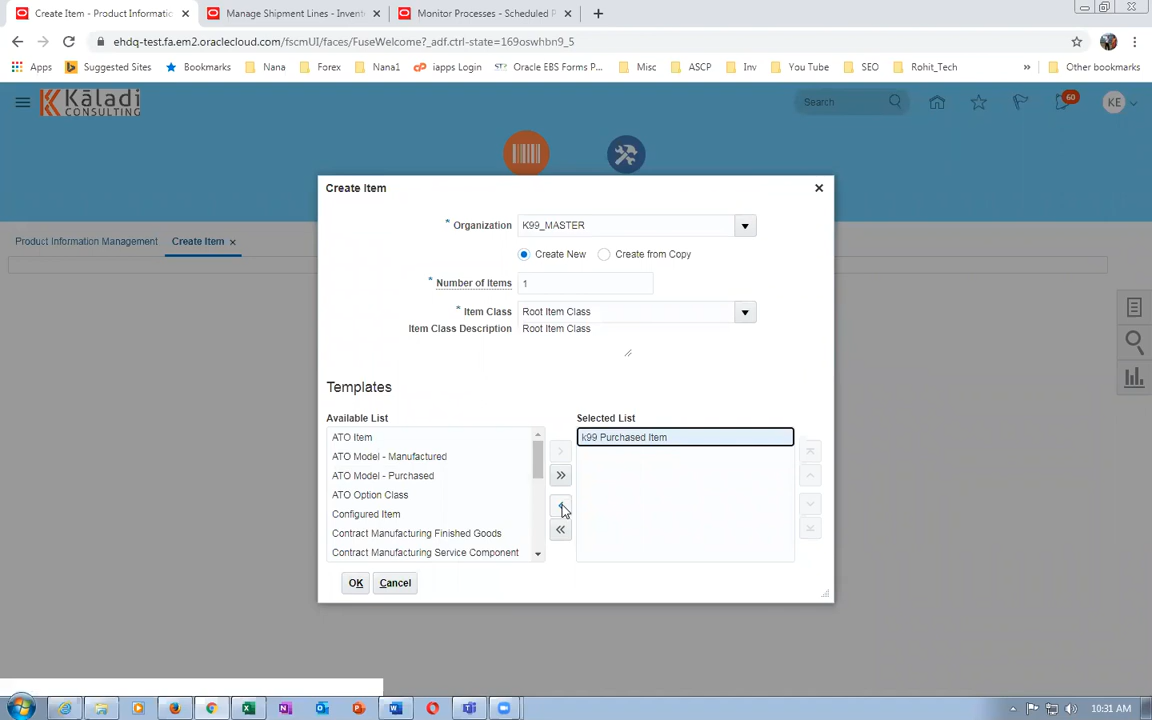 Create Item - Product Informatio
Manage Shipment Lines - Invent
Monitor Processes - Scheduled P
ehdq-test.fa.em2.oraclecloud.com/fscmUI/faces/FuseWelcome?_adf.ctrl-state=169oswhbn9_5
Apps
Suggested Sites
Bookmarks
Nana
Forex
Nana1
iapps Login
Oracle EBS Forms P...
Misc
ASCP
Inv
You Tube
SEO
Rohit_Tech
»
Other bookmarks
Kāladi
CONSULTING
Search
60
KE
Product Information Management
Create Item
Create Item
* Organization K99_MASTER
Create New Create from Copy
* Number of Items 1
* Item Class Root Item Class
Item Class Description Root Item Class
Templates
Available List
ATO Item
ATO Model - Manufactured
ATO Model - Purchased
ATO Option Class
Configured Item
Contract Manufacturing Finished Goods
Contract Manufacturing Service Component
Selected List
k99 Purchased Item
OK Cancel
10:31 AM